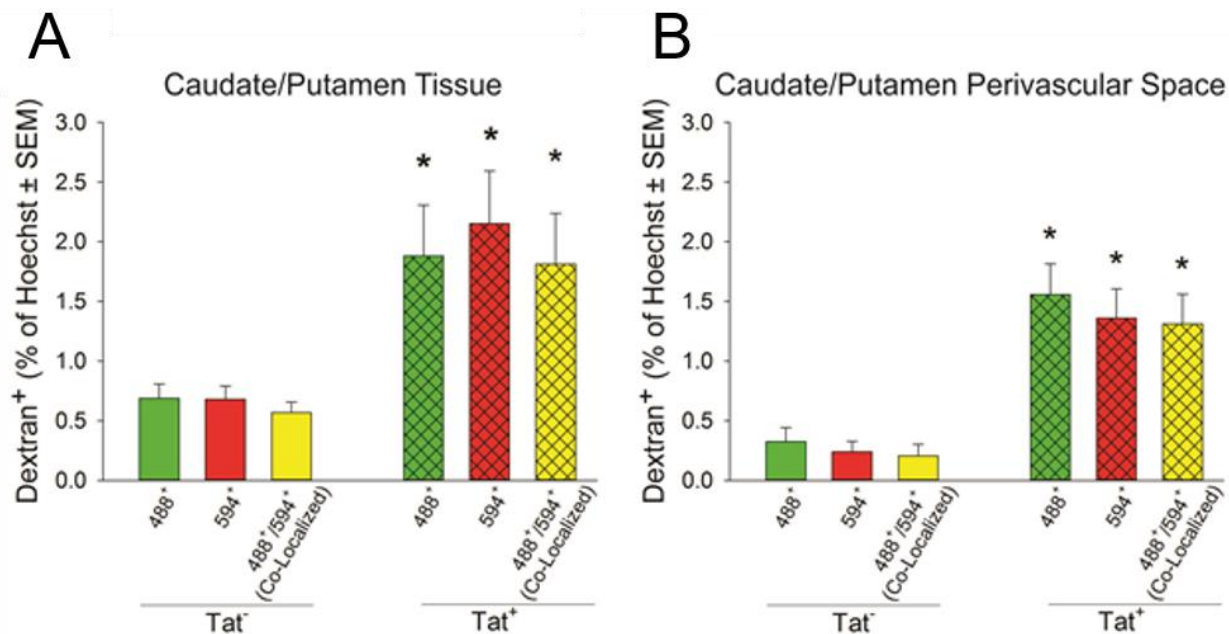 A
Caudate/Putamen Tissue
Dextran⁺ (% of Hoechst ± SEM)
3.0
2.5
2.0
1.5
1.0
0.5
0.0
* * *
488⁺
594⁺
488⁺/594⁺
(Co-Localized)
488⁺
594⁺
488⁺/594⁺
(Co-Localized)
Tat⁻
Tat⁺
B
Caudate/Putamen Perivascular Space
Dextran⁺ (% of Hoechst ± SEM)
3.0
2.5
2.0
1.5
1.0
0.5
0.0
* * *
488⁺
594⁺
488⁺/594⁺
(Co-Localized)
488⁺
594⁺
488⁺/594⁺
(Co-Localized)
Tat⁻
Tat⁺